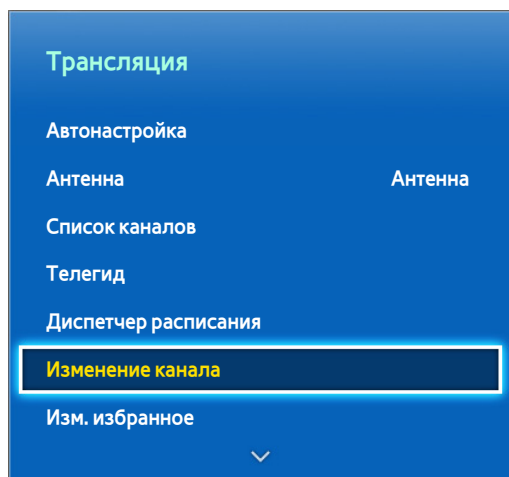 Трансляция
Автонастройка
Антенна Антенна
Список каналов
Телегид
Диспетчер расписания
Изменение канала
Изм. избранное